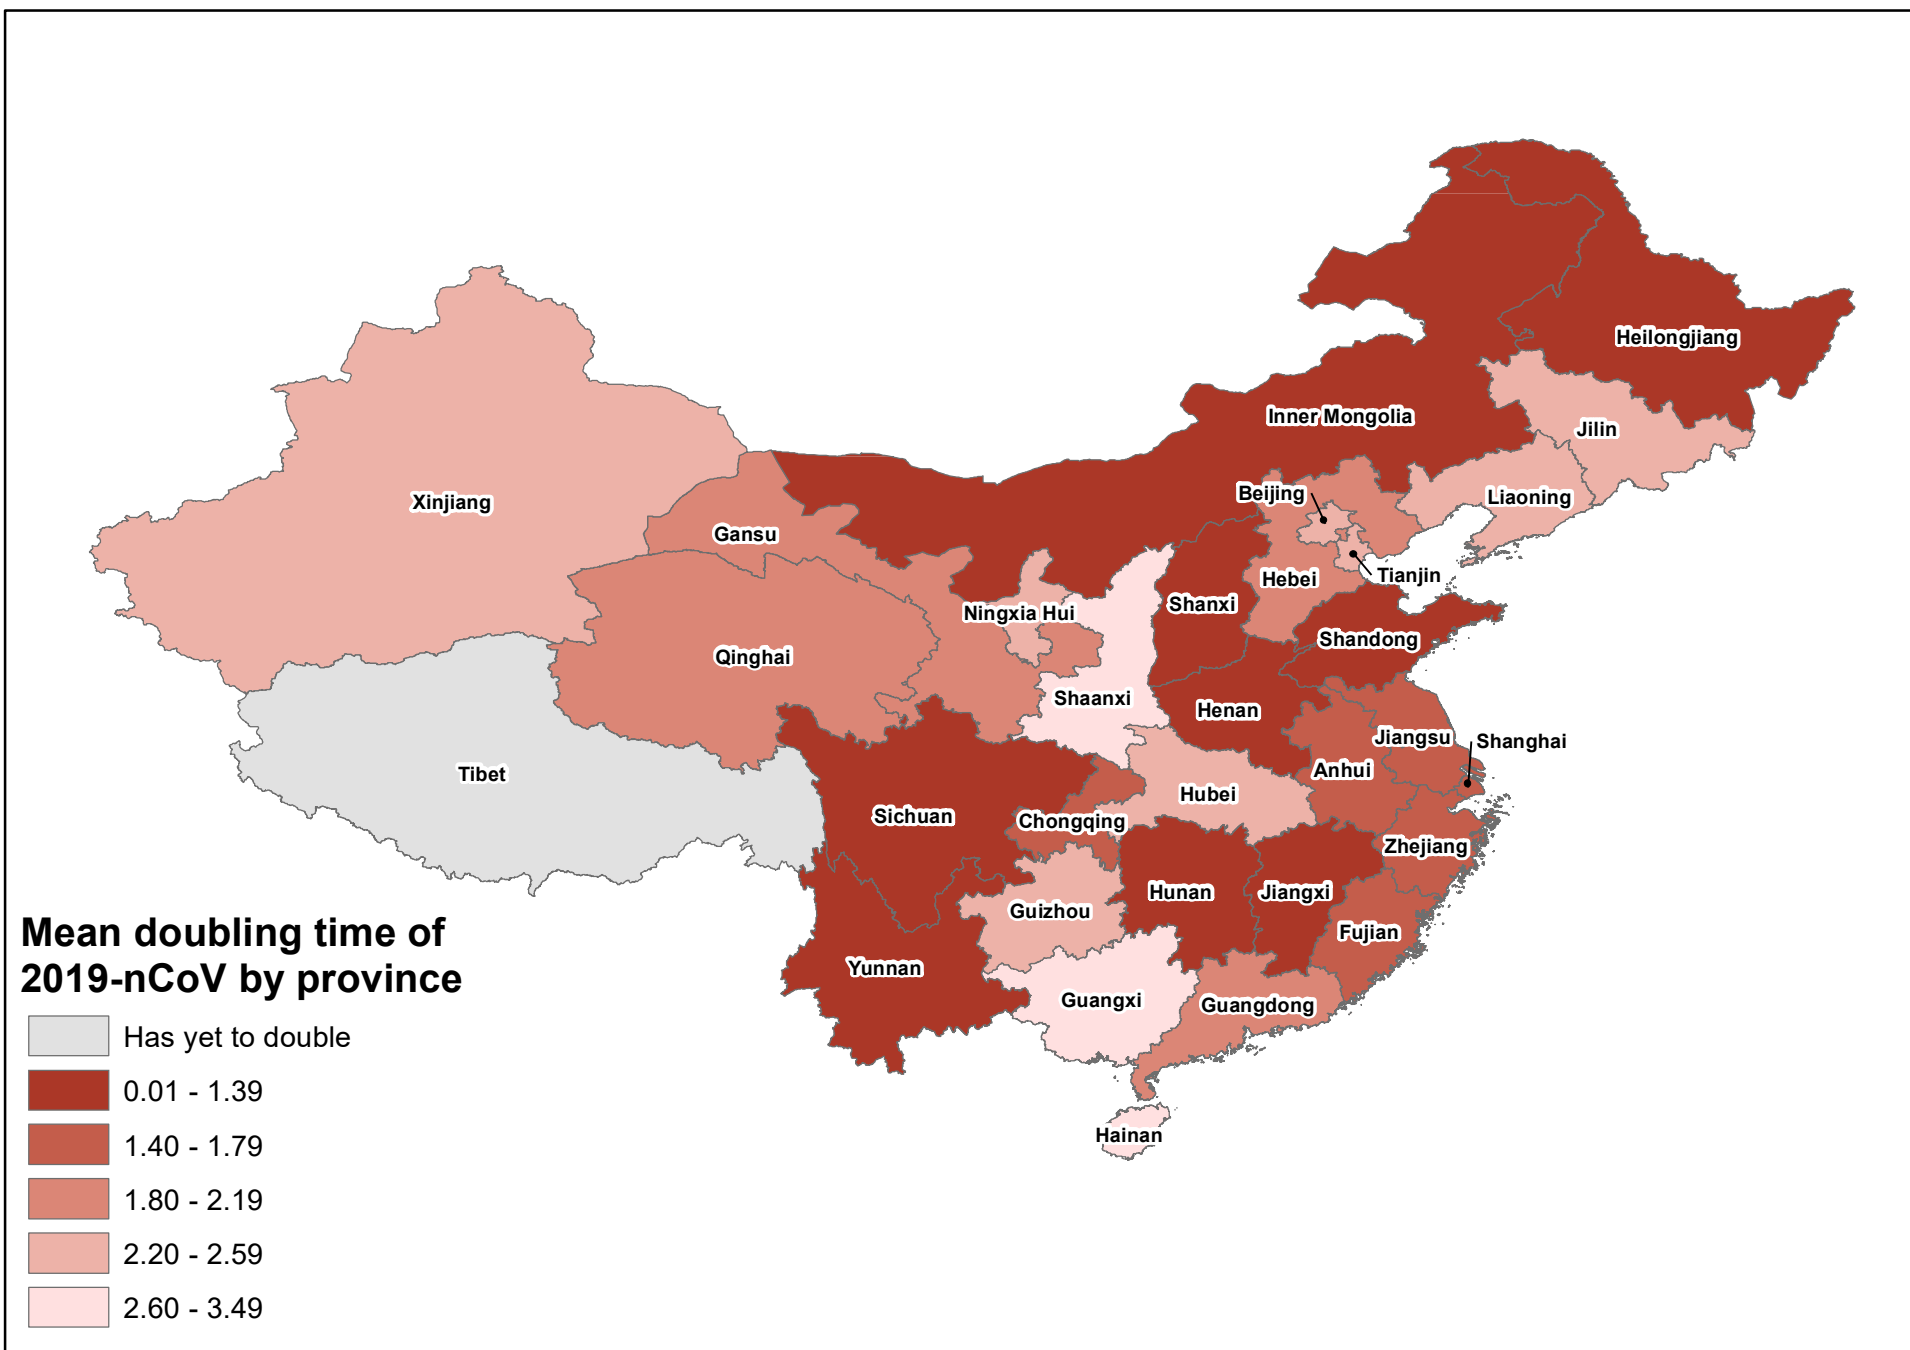 Heilongjiang
Inner Mongolia
Jilin
Xinjiang
Beijing
Liaoning
Gansu
Hebei
Tianjin
Ningxia Hui
Shanxi
Shandong
Qinghai
Shaanxi
Henan
Jiangsu
Shanghai
Tibet
Anhui
Hubei
Sichuan
Chongqing
Zhejiang
Hunan
Jiangxi
Guizhou
Fujian
Yunnan
Guangxi
Guangdong
Hainan
Mean doubling time of
2019-nCoV by province
Has yet to double
0.01 - 1.39
1.40 - 1.79
1.80 - 2.19
2.20 - 2.59
2.60 - 3.49